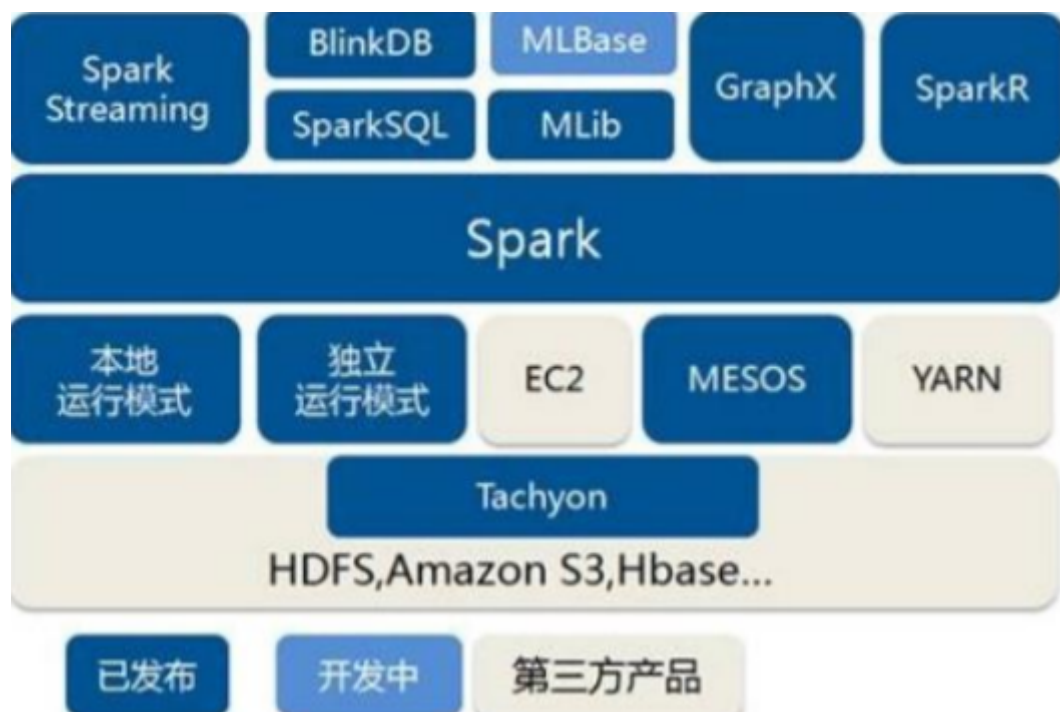 Spark
Streaming
BlinkDB
MLBase
SparkSQL
MLib
GraphX
SparkR
Spark
本地
运行模式
独立
运行模式
EC2
MESOS
YARN
Tachyon
HDFS,Amazon S3,Hbase...
已发布
开发中
第三方产品